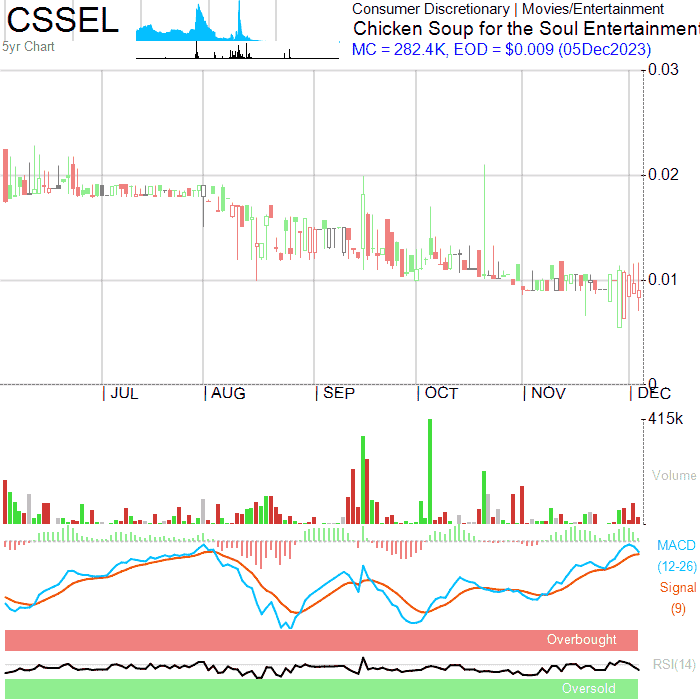 CSSEL
5yr Chart
Consumer Discretionary | Movies/Entertainment
Chicken Soup for the Soul Entertainment
MC = 282.4K, EOD = $0.009 (05Dec2023)
0.03
0.02
0.01
0
| JUL | AUG | SEP | OCT | NOV | DEC
415k
Volume
MACD
(12-26)
Signal
(9)
Overbought
RSI(14)
Oversold